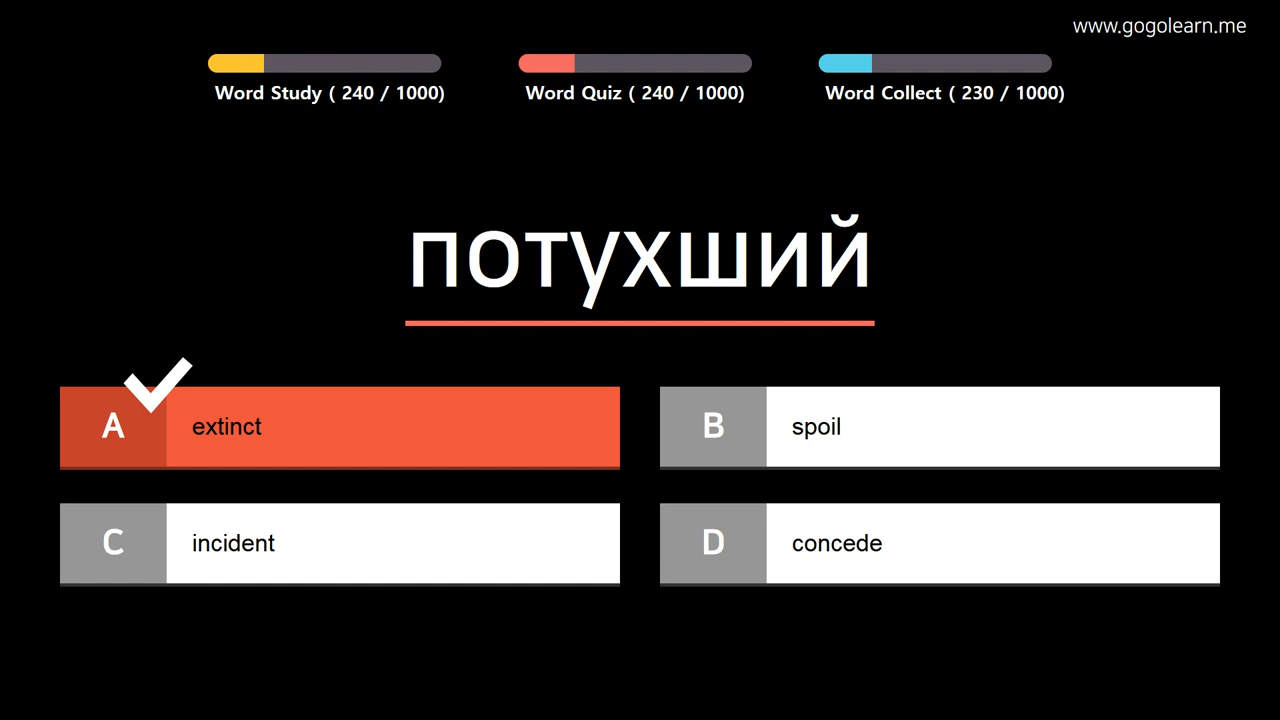 www.gogolearn.me
Word Study ( 240 / 1000)
Word Quiz ( 240 / 1000)
Word Collect ( 230 / 1000)
потухший
A extinct
B spoil
C incident
D concede